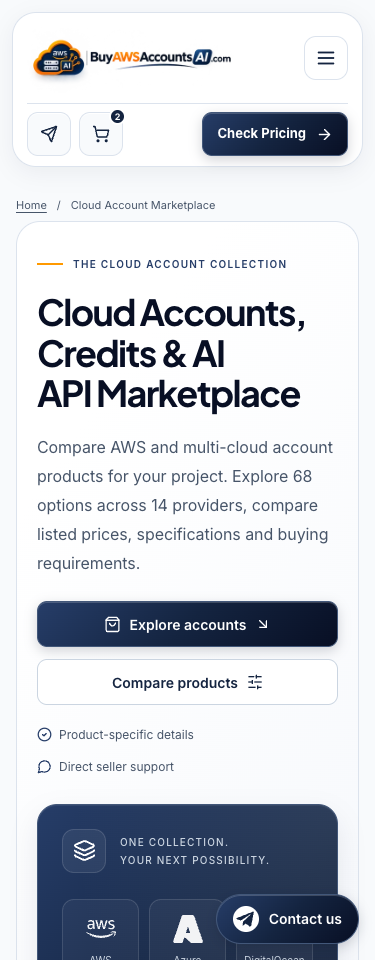 aws AI BuyAWSAccountsAI.com
2
Check Pricing
Home / Cloud Account Marketplace
THE CLOUD ACCOUNT COLLECTION
Cloud Accounts,
Credits & AI
API Marketplace
Compare AWS and multi-cloud account
products for your project. Explore 68
options across 14 providers, compare
listed prices, specifications and buying
requirements.
Explore accounts
Compare products
Product-specific details
Direct seller support
ONE COLLECTION.
YOUR NEXT POSSIBILITY.
aws
Contact us
AWS Azure DigitalOcean